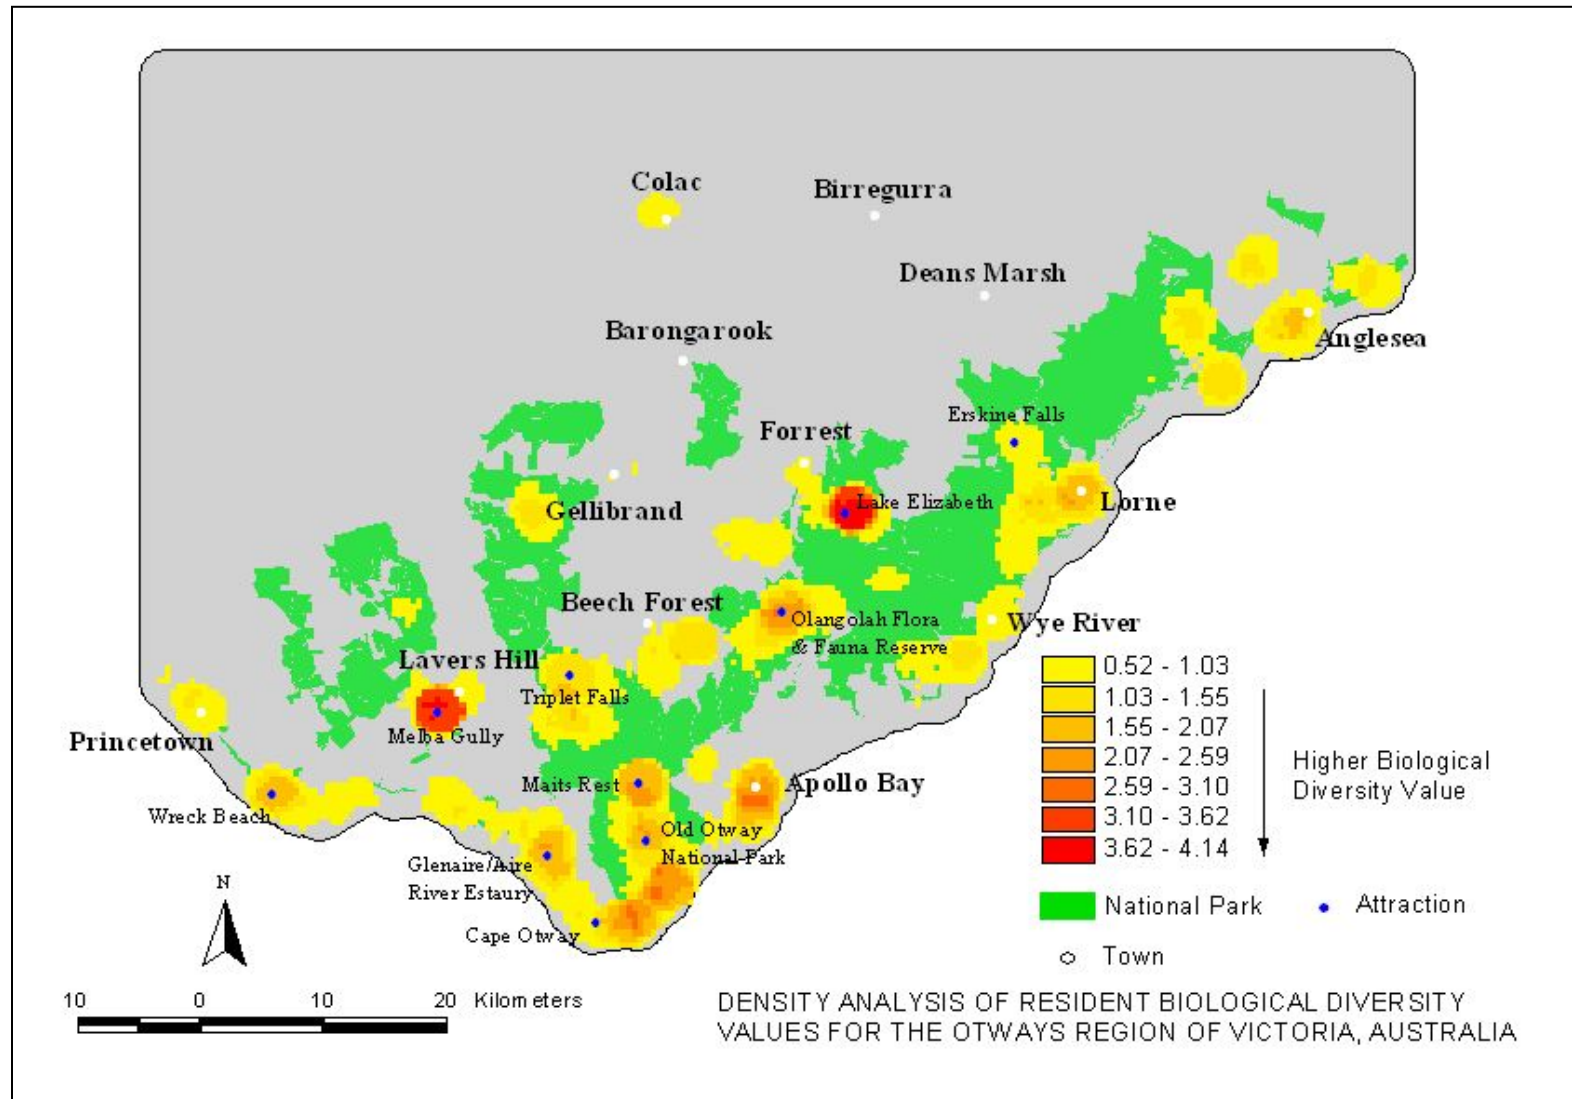 Colac
Birregurra
Deans Marsh
Barongarook
Anglesea
Erskine Falls
Forrest
Lake Elizabeth
Lorne
Gellibrand
Beech Forest
Olangolah Flora
& Fauna Reserve
Wye River
Lavers Hill
Triplet Falls
Melba Gully
Princetown
Maits Rest
Apollo Bay
Wreck Beach
Old Otway
National Park
Glenaire/Aire
River Estaury
Cape Otway
0.52 - 1.03
1.03 - 1.55
1.55 - 2.07
2.07 - 2.59
2.59 - 3.10
3.10 - 3.62
3.62 - 4.14
Higher Biological
Diversity Value
National Park
Attraction
Town
N
10 0 10 20 Kilometers
DENSITY ANALYSIS OF RESIDENT BIOLOGICAL DIVERSITY
VALUES FOR THE OTWAYS REGION OF VICTORIA, AUSTRALIA